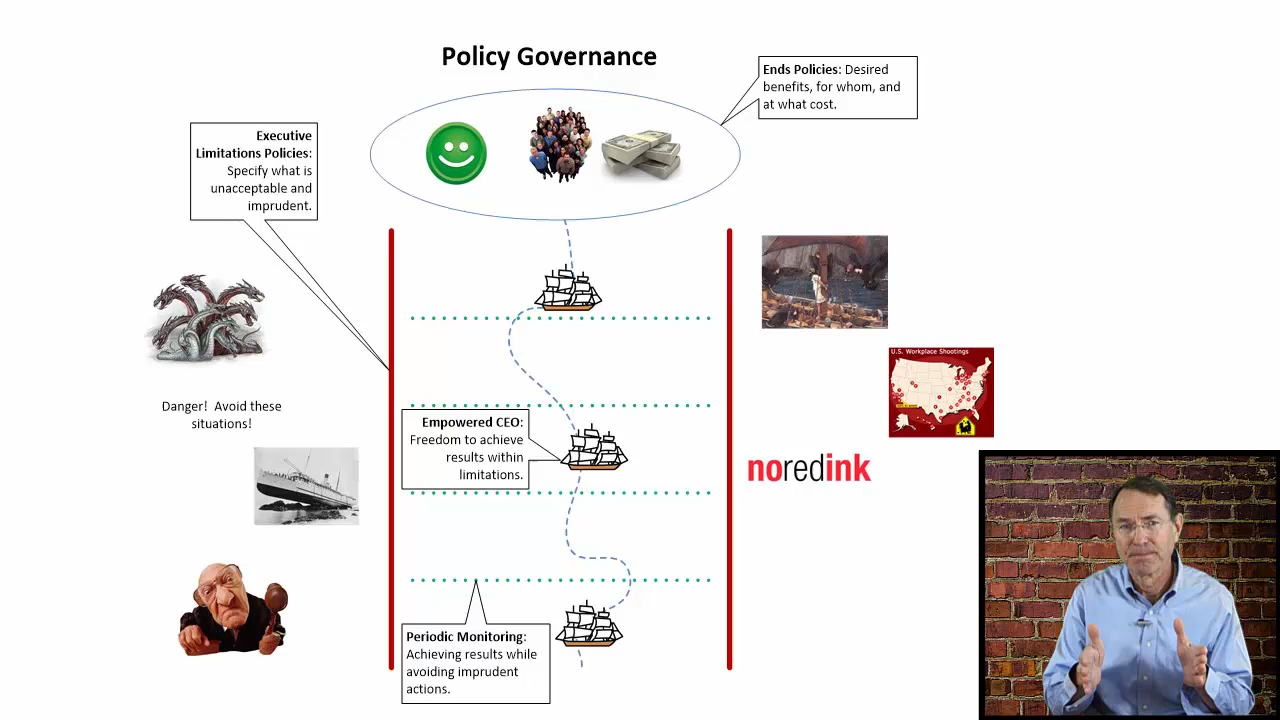 Policy Governance
Ends Policies: Desired
benefits, for whom, and
at what cost.
Executive
Limitations Policies:
Specify what is
unacceptable and
imprudent.
U.S. Workplace Shootings
Danger!  Avoid these
situations!
Empowered CEO:
Freedom to achieve
results within
limitations.
noredink
Periodic Monitoring:
Achieving results while
avoiding imprudent
actions.